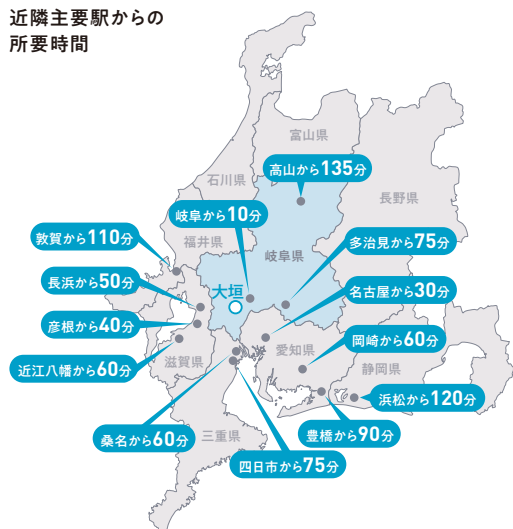 近隣主要駅からの
所要時間
富山県
高山から135分
石川県
長野県
岐阜から10分
敦賀から110分
福井県
岐阜県
多治見から75分
長浜から50分
大垣
名古屋から30分
彦根から40分
岡崎から60分
愛知県
滋賀県
近江八幡から60分
静岡県
浜松から120分
桑名から60分
三重県
豊橋から90分
四日市から75分